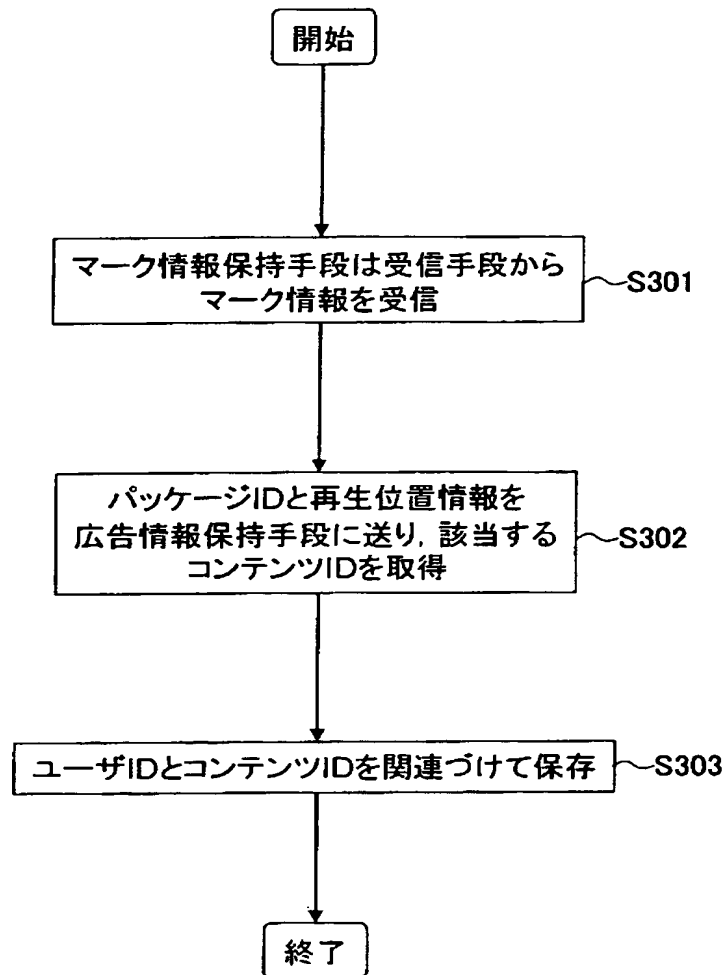 開始
マーク情報保持手段は受信手段から
マーク情報を受信
S301
パッケージIDと再生位置情報を
広告情報保持手段に送り，該当する
コンテンツIDを取得
S302
ユーザIDとコンテンツIDを関連づけて保存
S303
終了